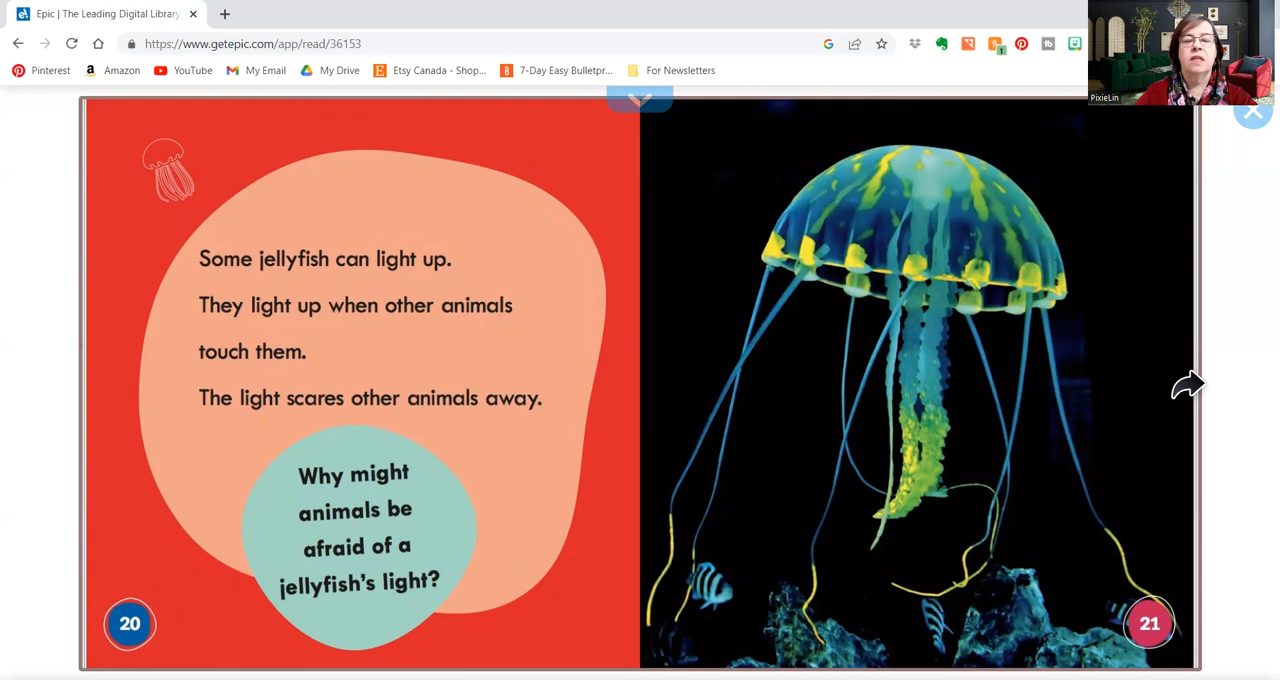 Epic | The Leading Digital Library
https://www.getepic.com/app/read/36153
1
Pinterest
Amazon
YouTube
My Email
My Drive
Etsy Canada - Shop...
7-Day Easy Bulletpr...
For Newsletters
PixieLin
Some jellyfish can light up.
They light up when other animals
touch them.
The light scares other animals away.
Why might
animals be
afraid of a
jellyfish's light?
20
21